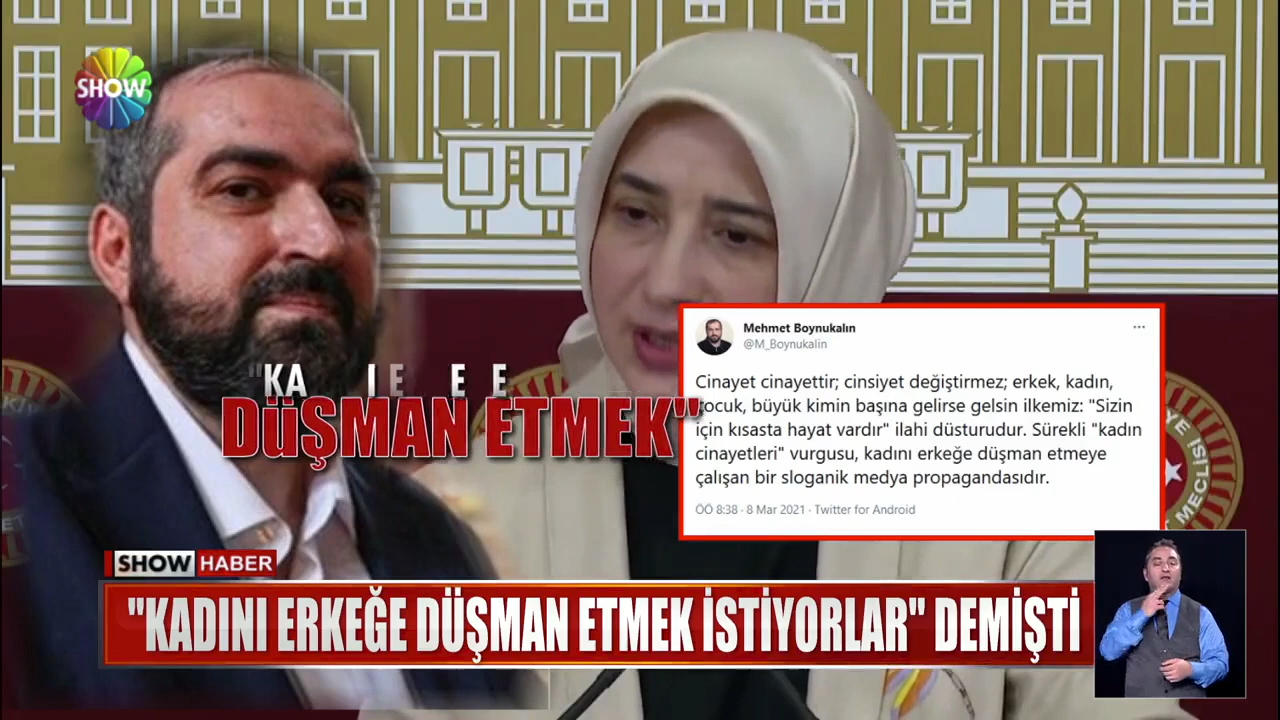 SHOW
"KA
DÜŞMAN ETMEK"
Mehmet Boynukalın
@M_Boynukalin
Cinayet cinayettir; cinsiyet değiştirmez; erkek, kadın,
çocuk, büyük kimin başına gelirse gelsin ilkemiz: "Sizin
için kısasta hayat vardır" ilahi düsturudur. Sürekli "kadın
cinayetleri" vurgusu, kadını erkeğe düşman etmeye
çalışan bir sloganik medya propagandasıdır.
ÖÖ 8:38 · 8 Mar 2021 · Twitter for Android
MECLİSİ
SHOW HABER
"KADINI ERKEĞE DÜŞMAN ETMEK İSTİYORLAR" DEMİŞTİ